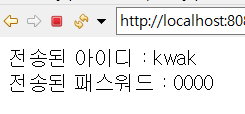 http://localhost:808
전송된 아이디 : kwak
전송된 패스워드 : 0000